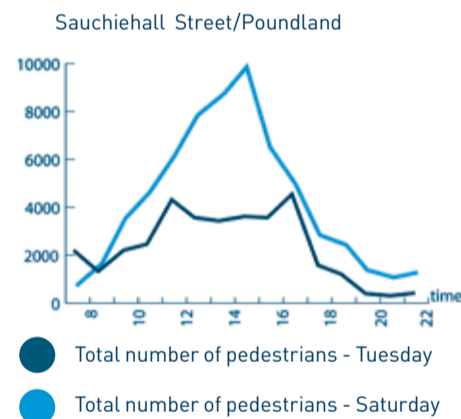 Sauchiehall Street/Poundland
10000
8000
6000
4000
2000
0
8 10 12 14 16 18 20 22
time
Total number of pedestrians - Tuesday
Total number of pedestrians - Saturday